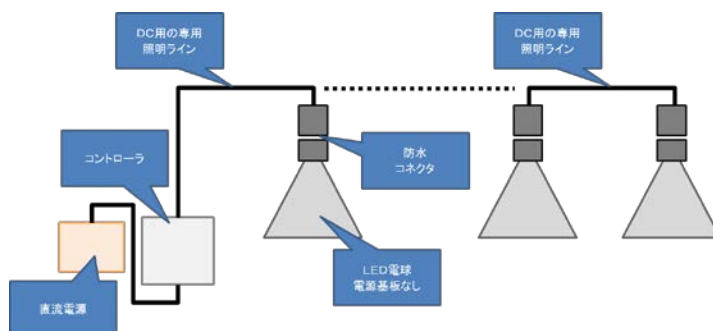 DC用の専用
照明ライン
DC用の専用
照明ライン
コントローラ
防水
コネクタ
直流電源
LED電球
電源基板なし